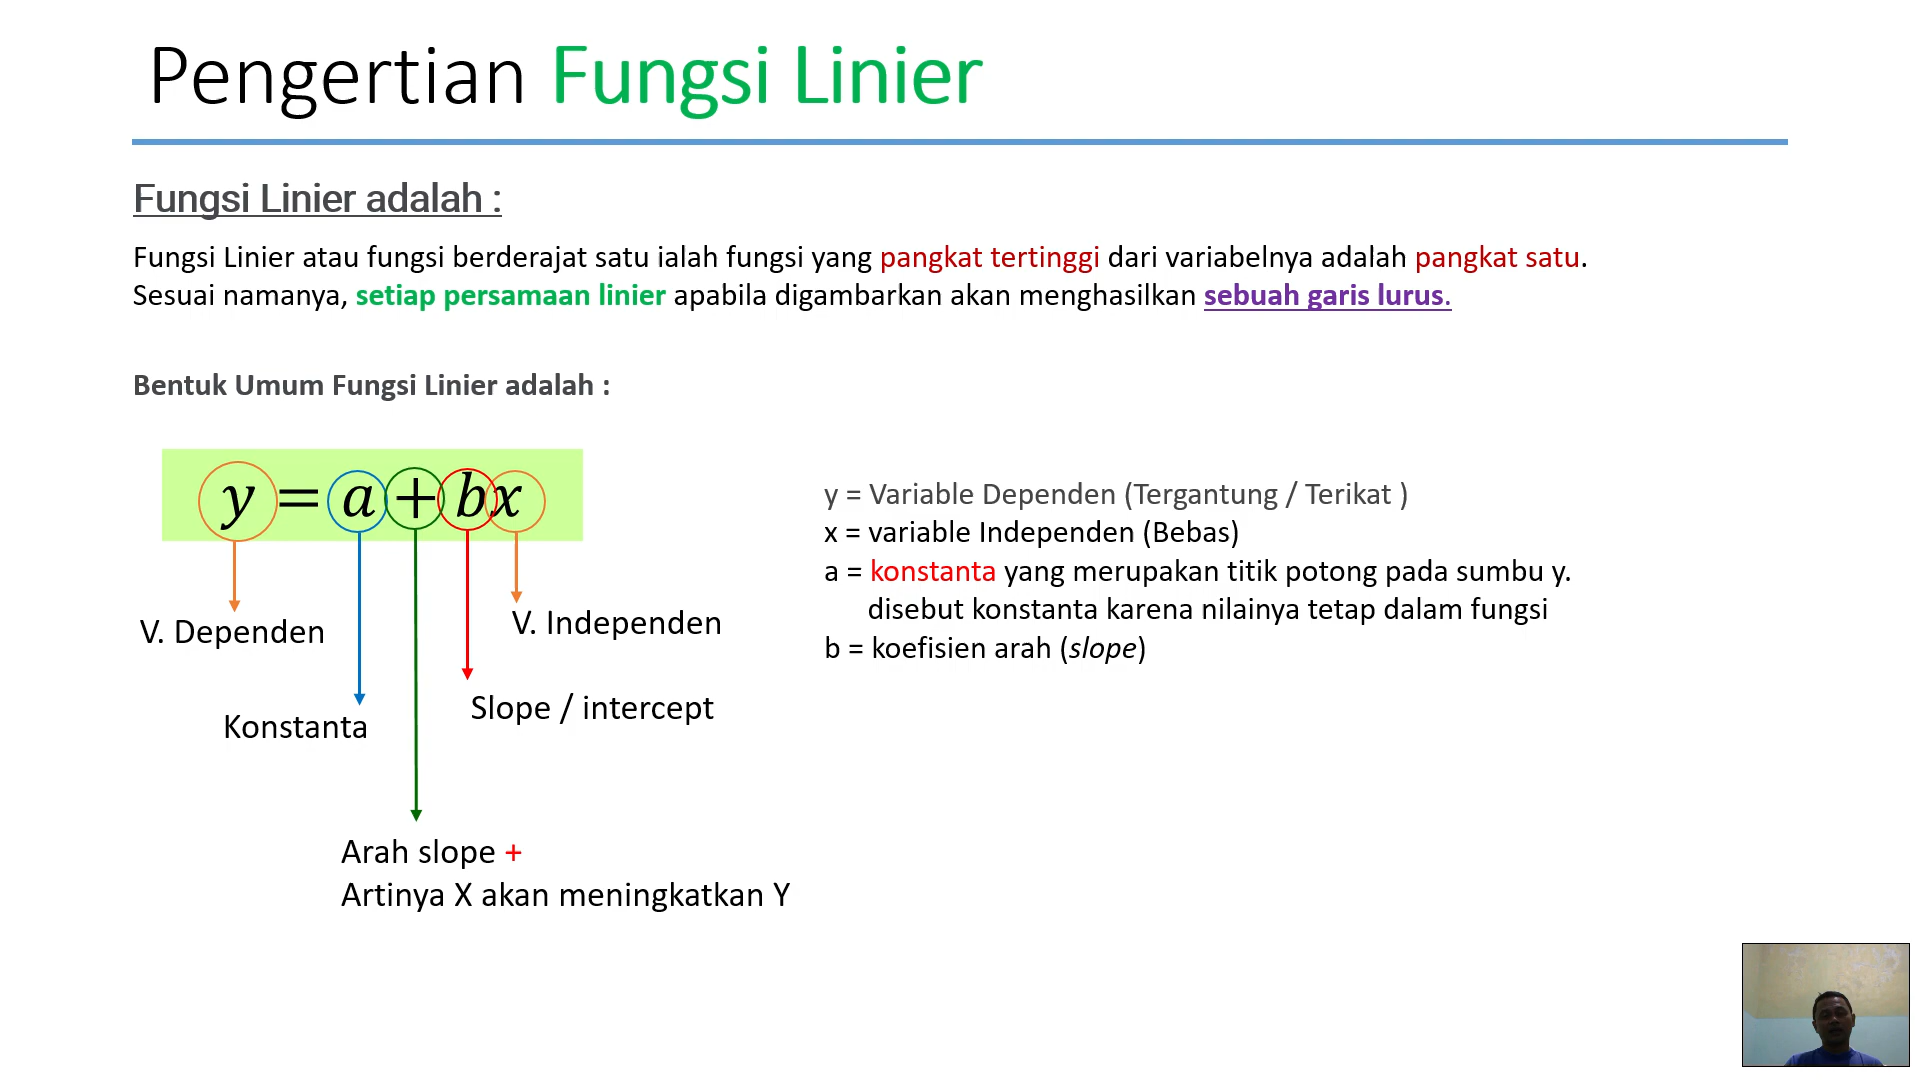 Pengertian Fungsi Linier
Fungsi Linier adalah :
Fungsi Linier atau fungsi berderajat satu ialah fungsi yang pangkat tertinggi dari variabelnya adalah pangkat satu.
Sesuai namanya, setiap persamaan linier apabila digambarkan akan menghasilkan sebuah garis lurus.
Bentuk Umum Fungsi Linier adalah :
y = a + bx
V. Dependen
V. Independen
Konstanta
Slope / intercept
Arah slope +
Artinya X akan meningkatkan Y
y = Variable Dependen (Tergantung / Terikat )
x = variable Independen (Bebas)
a = konstanta yang merupakan titik potong pada sumbu y.
disebut konstanta karena nilainya tetap dalam fungsi
b = koefisien arah (slope)